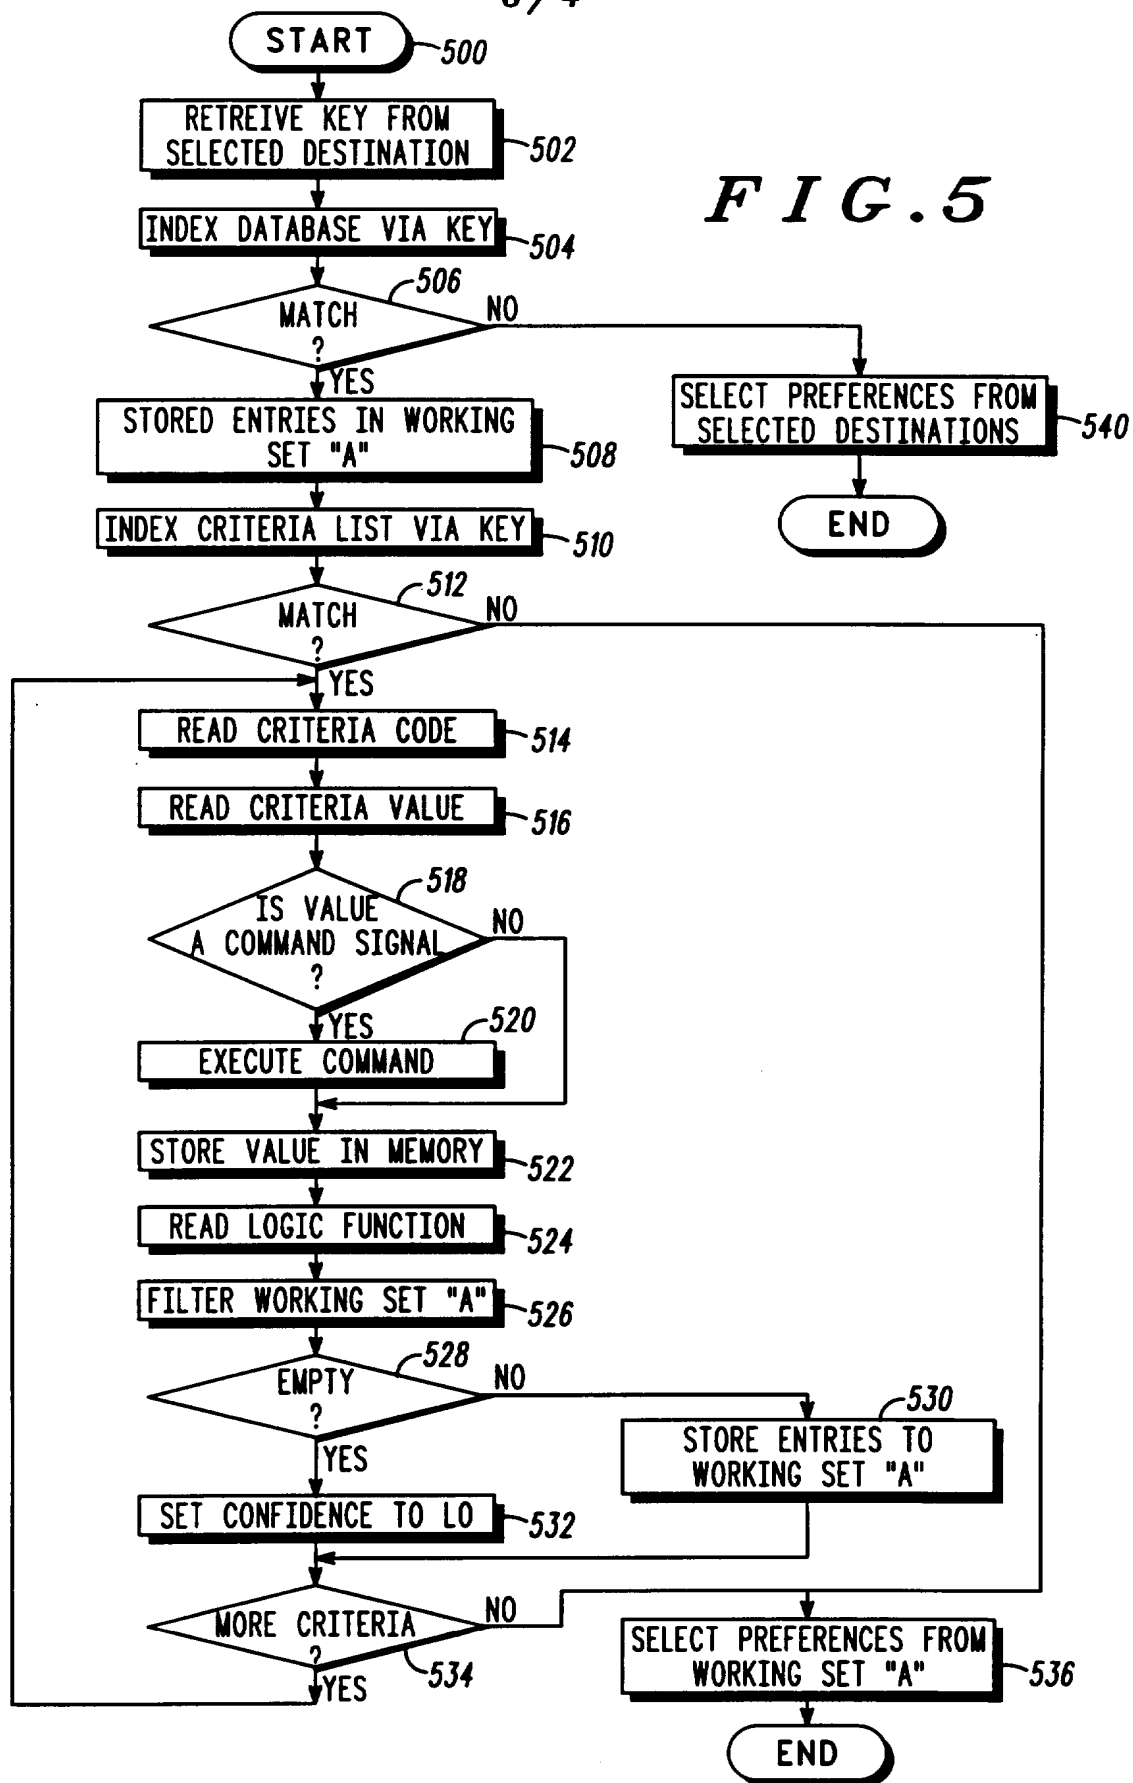 START
500
RETREIVE KEY FROM
SELECTED DESTINATION
502
FIG.5
INDEX DATABASE VIA KEY
504
506
MATCH
?
NO
YES
STORED ENTRIES IN WORKING
SET "A"
508
SELECT PREFERENCES FROM
SELECTED DESTINATIONS
540
END
INDEX CRITERIA LIST VIA KEY
510
512
MATCH
?
NO
YES
READ CRITERIA CODE
514
READ CRITERIA VALUE
516
518
IS VALUE
A COMMAND SIGNAL
?
NO
YES
520
EXECUTE COMMAND
STORE VALUE IN MEMORY
522
READ LOGIC FUNCTION
524
FILTER WORKING SET "A"
526
528
EMPTY
?
NO
YES
530
STORE ENTRIES TO
WORKING SET "A"
SET CONFIDENCE TO LO
532
MORE CRITERIA
?
NO
534
YES
SELECT PREFERENCES FROM
WORKING SET "A"
536
END